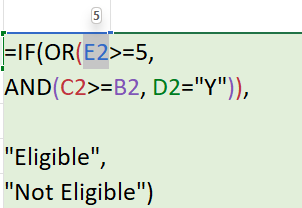 5
=IF(OR(E2>=5,
AND(C2>=B2, D2="Y")),
"Eligible",
"Not Eligible")